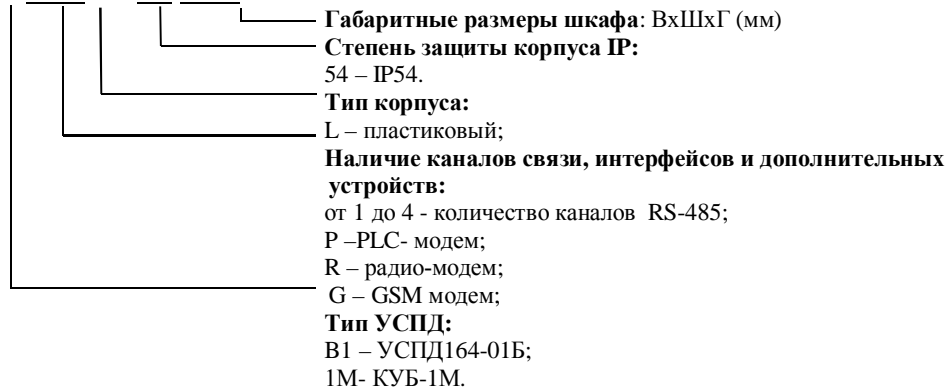 Габаритные размеры шкафа: ВхШхГ (мм)
Степень защиты корпуса IP:
54 – IP54.
Тип корпуса:
L – пластиковый;
Наличие каналов связи, интерфейсов и дополнительных
устройств:
от 1 до 4 - количество каналов RS-485;
P –PLC- модем;
R – радио-модем;
G – GSM модем;
Тип УСПД:
B1 – УСПД164-01Б;
1М- КУБ-1М.